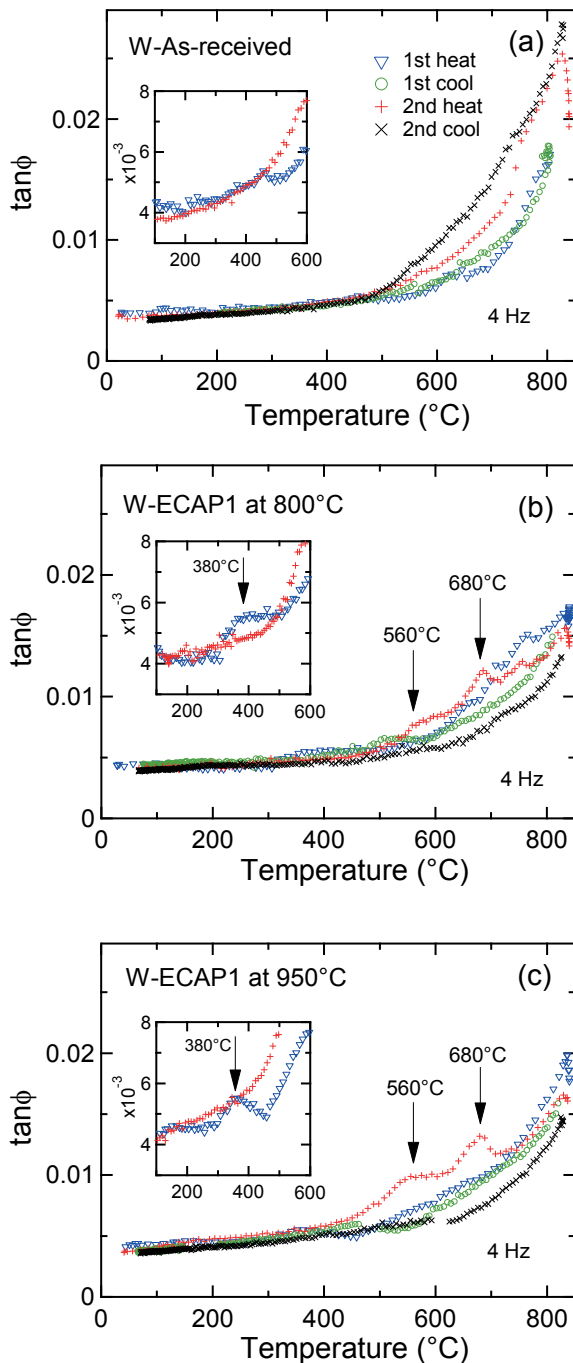 W-As-received
(a)
1st heat
1st cool
2nd heat
2nd cool
4 Hz
tanφ
0.02
0.01
0
0 200 400 600 800
Temperature (°C)
x10⁻³
8
6
4
200 400 600
W-ECAP1 at 800°C
(b)
380°C
560°C
680°C
4 Hz
tanφ
0.02
0.01
0
0 200 400 600 800
Temperature (°C)
x10⁻³
8
6
4
200 400 600
W-ECAP1 at 950°C
(c)
380°C
560°C
680°C
4 Hz
tanφ
0.02
0.01
0
0 200 400 600 800
Temperature (°C)
x10⁻³
8
6
4
200 400 600